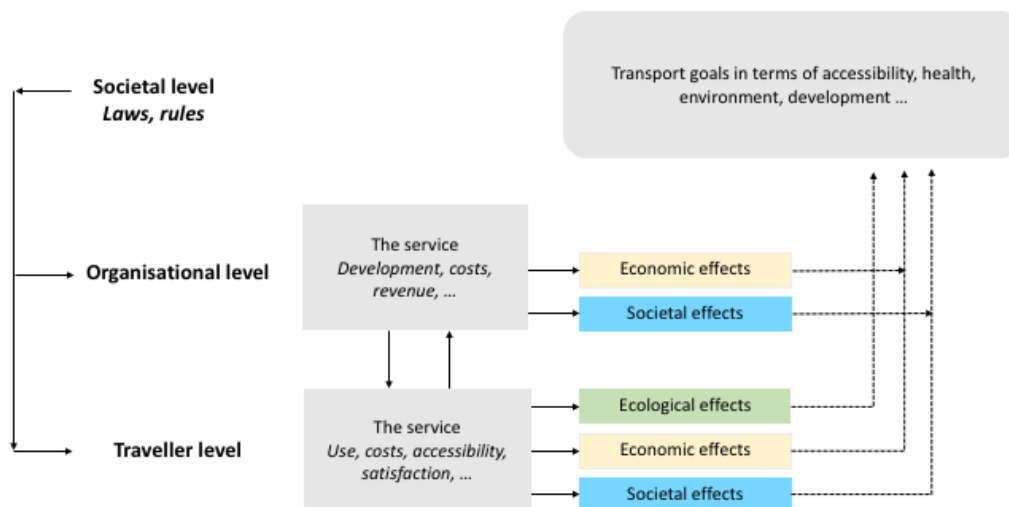 Societal level
Laws, rules
Transport goals in terms of accessibility, health,
environment, development ...
Organisational level
The service
Development, costs,
revenue, ...
Economic effects
Societal effects
Traveller level
The service
Use, costs, accessibility,
satisfaction, ...
Ecological effects
Economic effects
Societal effects